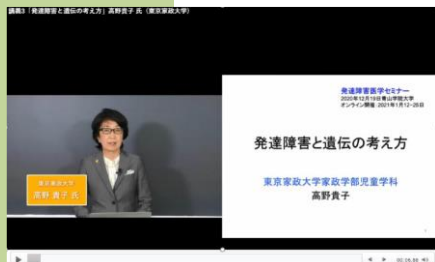 講義3「発達障害と遺伝の考え方」高野貴子 氏（東京家政大学）
発達障害医学セミナー
2020年12月19日青山学院大学
オンライン開催:2021年1月12~26日
発達障害と遺伝の考え方
東京家政大学家政学部児童学科
高野貴子
東京家政大学
高野 貴子 氏